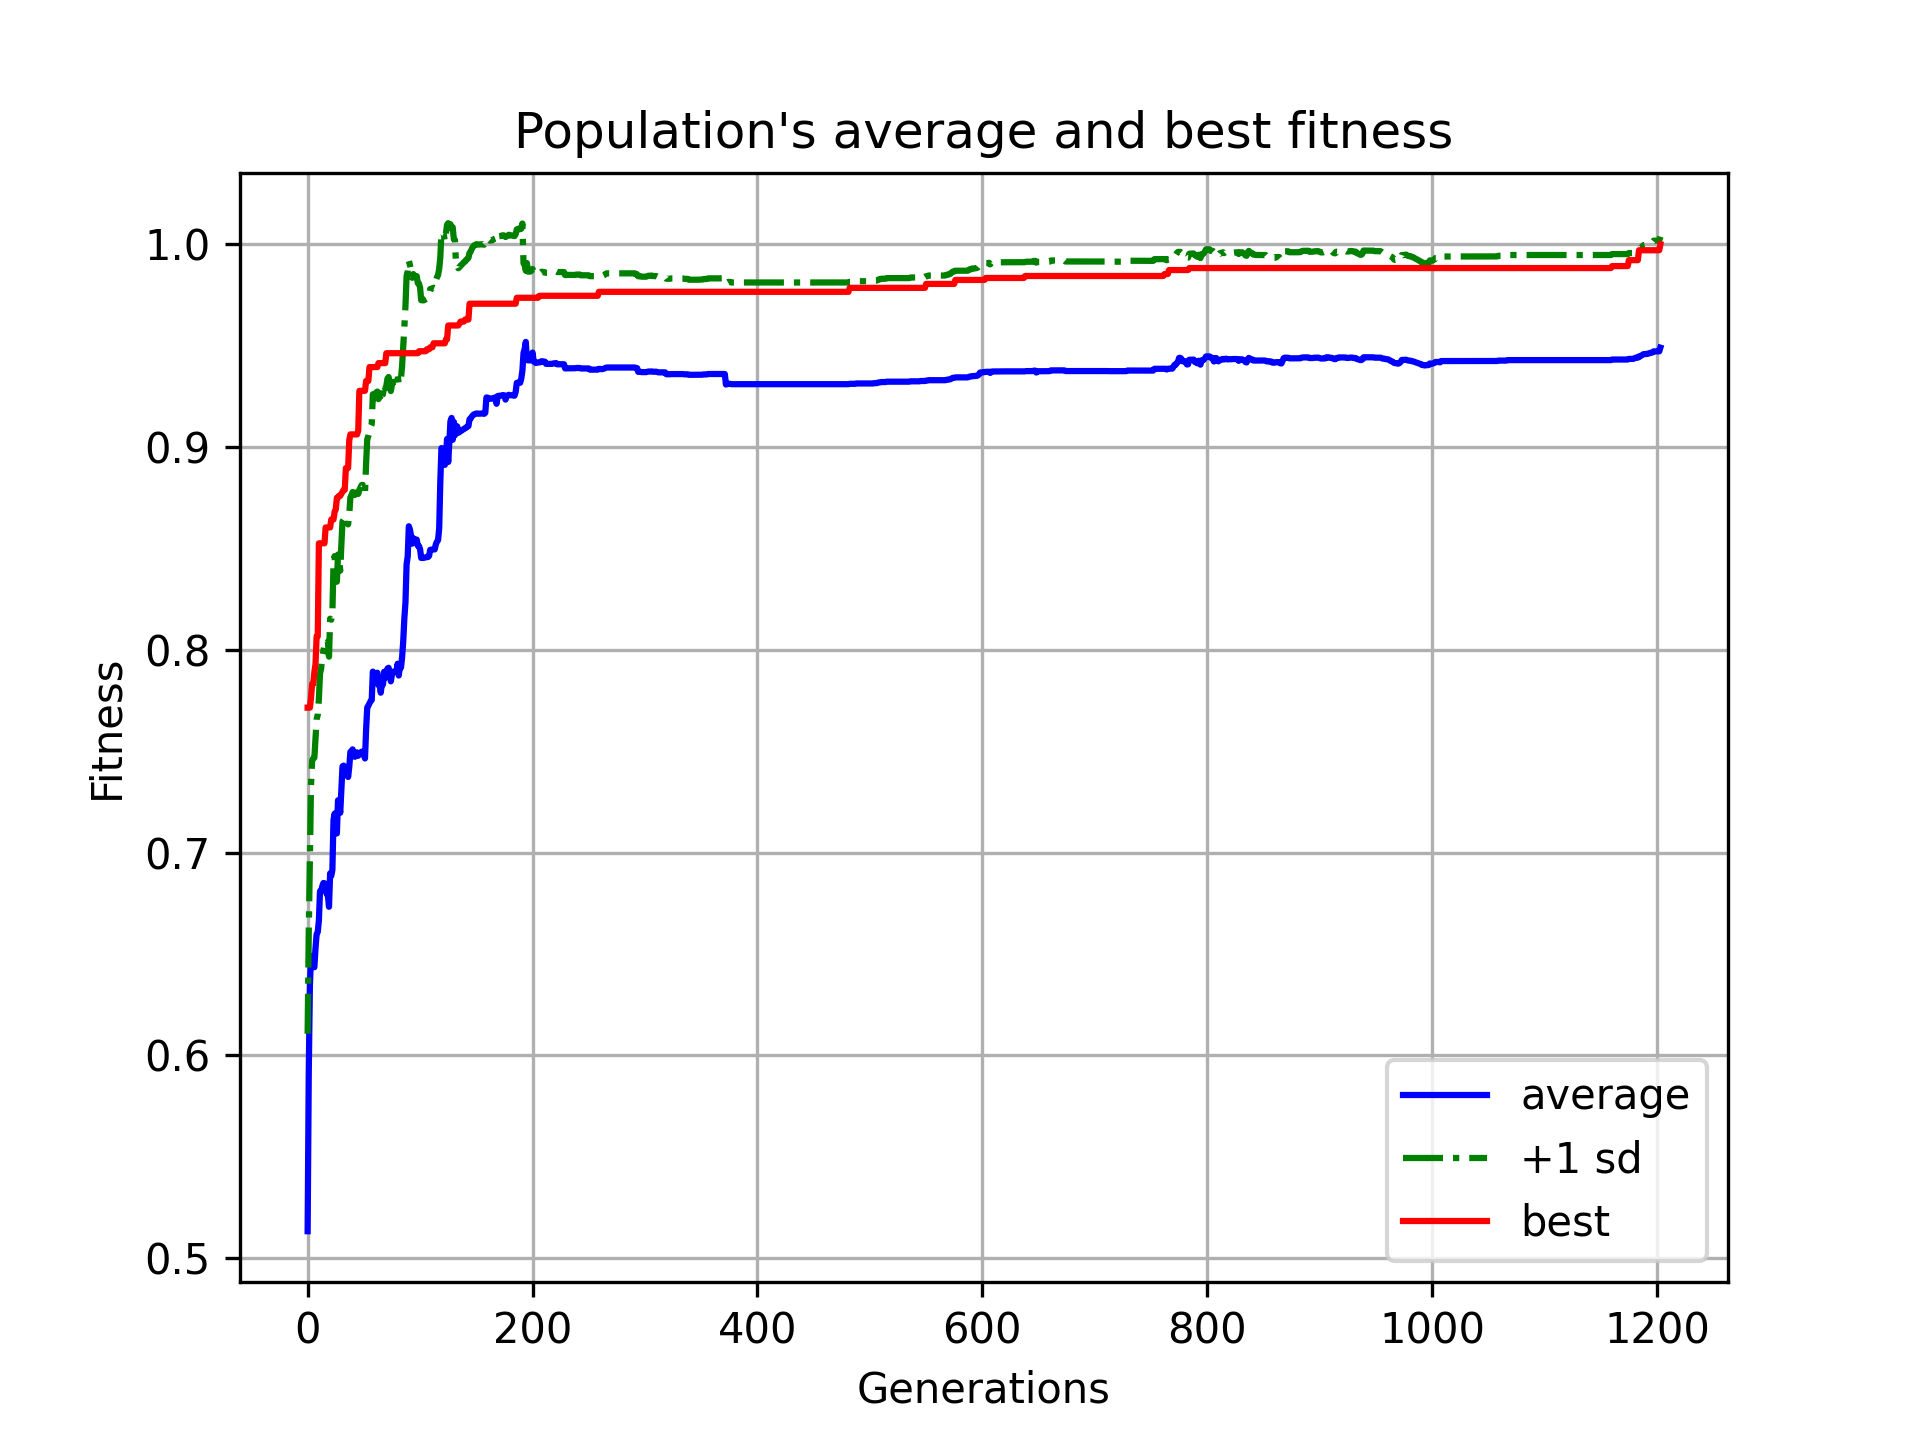 Population's average and best fitness
1.0
0.9
0.8
0.7
0.6
0.5
Fitness
0 200 400 600 800 1000 1200
Generations
average
+1 sd
best